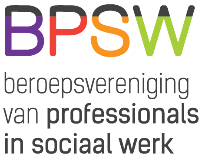 BPSW
beroepsvereniging
van professionals
in sociaal werk